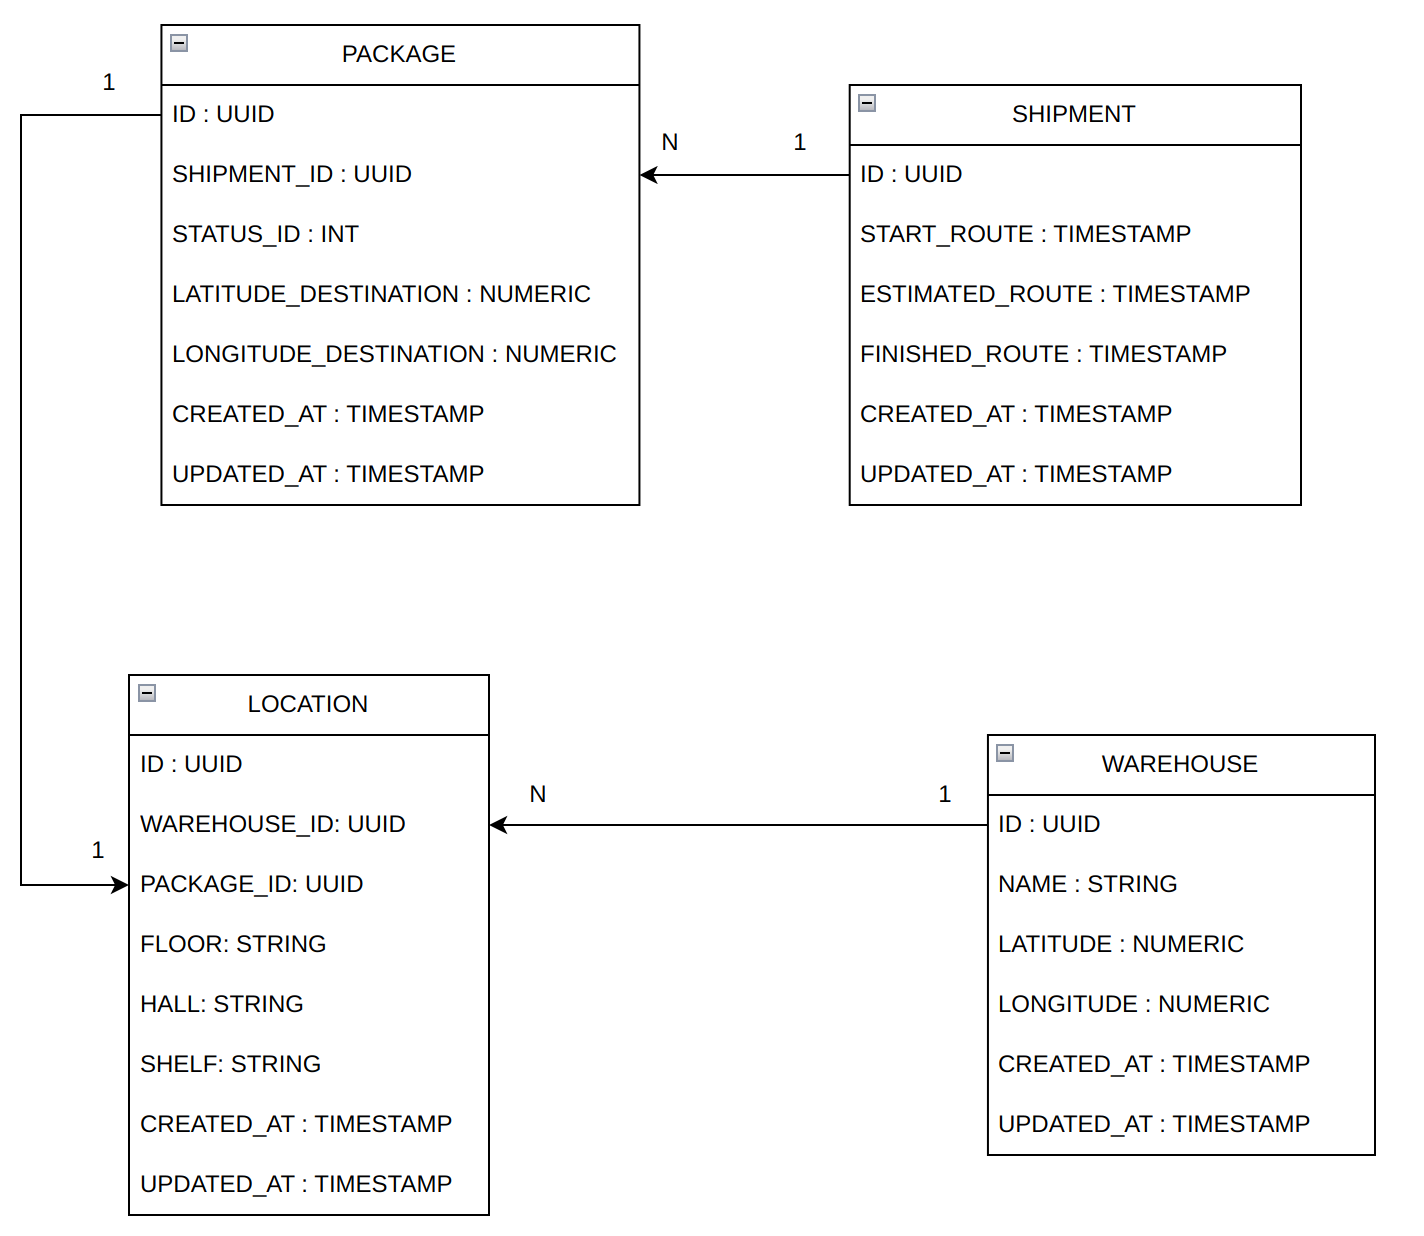 PACKAGE
1
ID : UUID
SHIPMENT_ID : UUID
STATUS_ID : INT
LATITUDE_DESTINATION : NUMERIC
LONGITUDE_DESTINATION : NUMERIC
CREATED_AT : TIMESTAMP
UPDATED_AT : TIMESTAMP
N
1
SHIPMENT
ID : UUID
START_ROUTE : TIMESTAMP
ESTIMATED_ROUTE : TIMESTAMP
FINISHED_ROUTE : TIMESTAMP
CREATED_AT : TIMESTAMP
UPDATED_AT : TIMESTAMP
LOCATION
ID : UUID
WAREHOUSE_ID: UUID
1
PACKAGE_ID: UUID
FLOOR: STRING
HALL: STRING
SHELF: STRING
CREATED_AT : TIMESTAMP
UPDATED_AT : TIMESTAMP
N
1
WAREHOUSE
ID : UUID
NAME : STRING
LATITUDE : NUMERIC
LONGITUDE : NUMERIC
CREATED_AT : TIMESTAMP
UPDATED_AT : TIMESTAMP